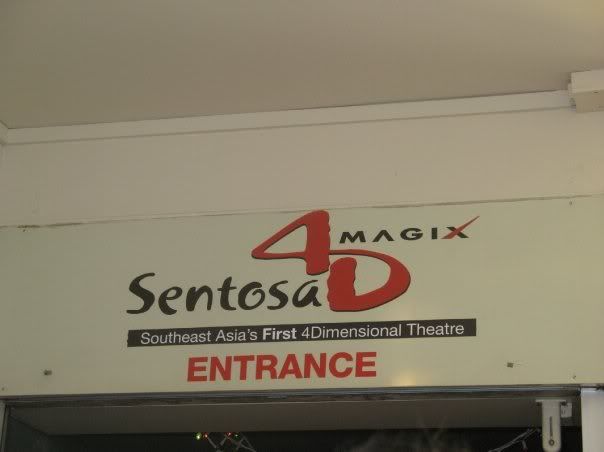 Sentosa 4D MAGIX
Southeast Asia's First 4Dimensional Theatre
ENTRANCE